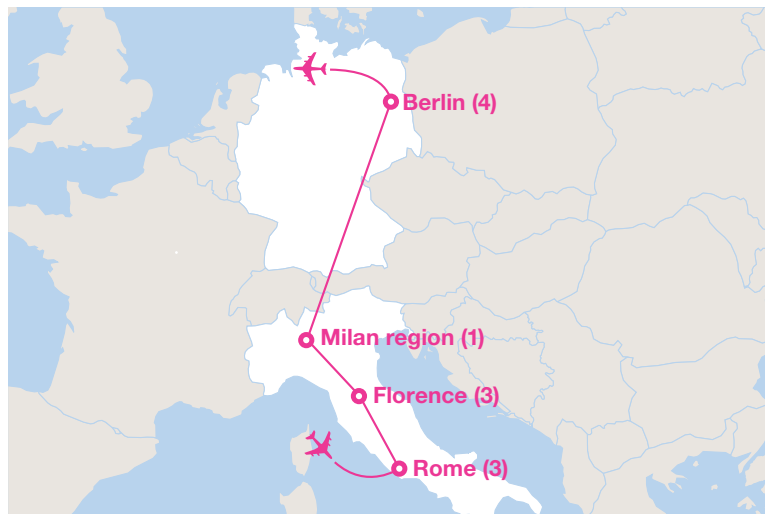 Berlin (4)
Milan region (1)
Florence (3)
Rome (3)